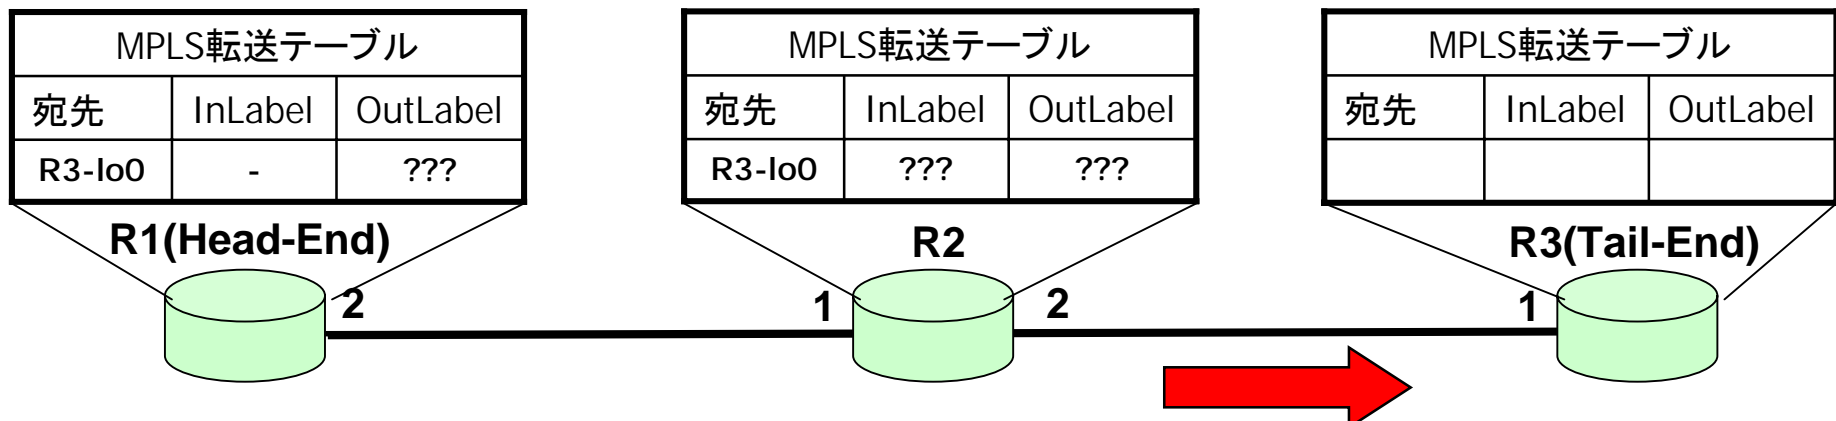 MPLS転送テーブル
宛先 InLabel OutLabel
R3-lo0 - ???
MPLS転送テーブル
宛先 InLabel OutLabel
R3-lo0 ??? ???
MPLS転送テーブル
宛先 InLabel OutLabel
R1(Head-End)
R2
R3(Tail-End)
2
1
2
1